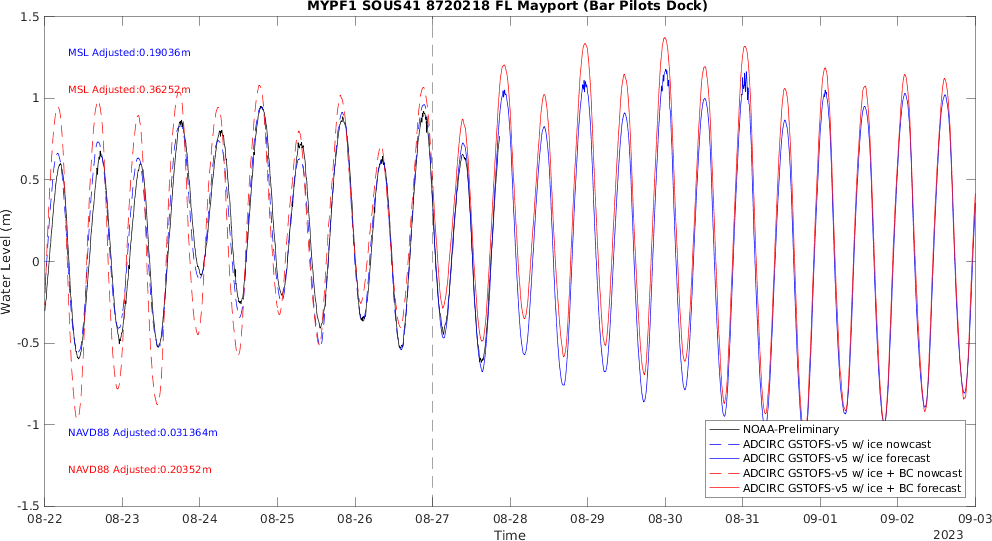 MYPF1 SOUS41 8720218 FL Mayport (Bar Pilots Dock)
1.5
MSL Adjusted:0.19036m
MSL Adjusted:0.36252m
1
0.5
0
-0.5
-1
-1.5
Water Level (m)
NAVD88 Adjusted:0.031364m
NAVD88 Adjusted:0.20352m
NOAA-Preliminary
ADCIRC GSTOFS-v5 w/ ice nowcast
ADCIRC GSTOFS-v5 w/ ice forecast
ADCIRC GSTOFS-v5 w/ ice + BC nowcast
ADCIRC GSTOFS-v5 w/ ice + BC forecast
08-22 08-23 08-24 08-25 08-26 08-27 08-28 08-29 08-30 08-31 09-01 09-02 09-03
Time
2023